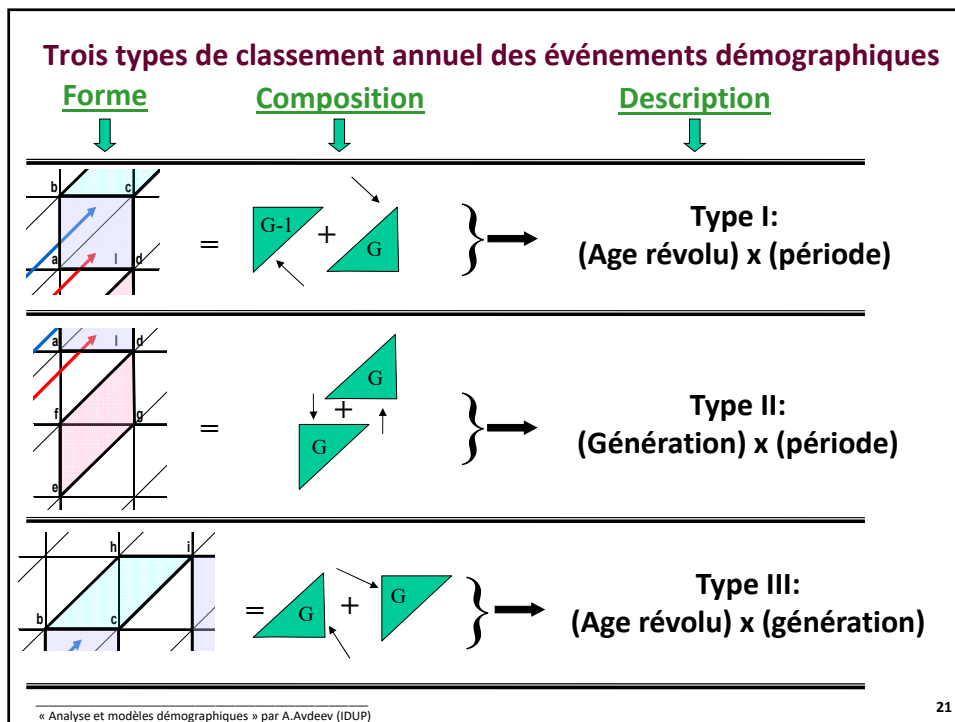 Trois types de classement annuel des événements démographiques
Forme Composition Description
b c
a I d
= G-1 + G }
Type I:
(Age révolu) x (période)
a I d
f g
e
= G + G }
Type II:
(Génération) x (période)
h i
b c
= G + G }
Type III:
(Age révolu) x (génération)
« Analyse et modèles démographiques » par A.Avdeev (IDUP)
21